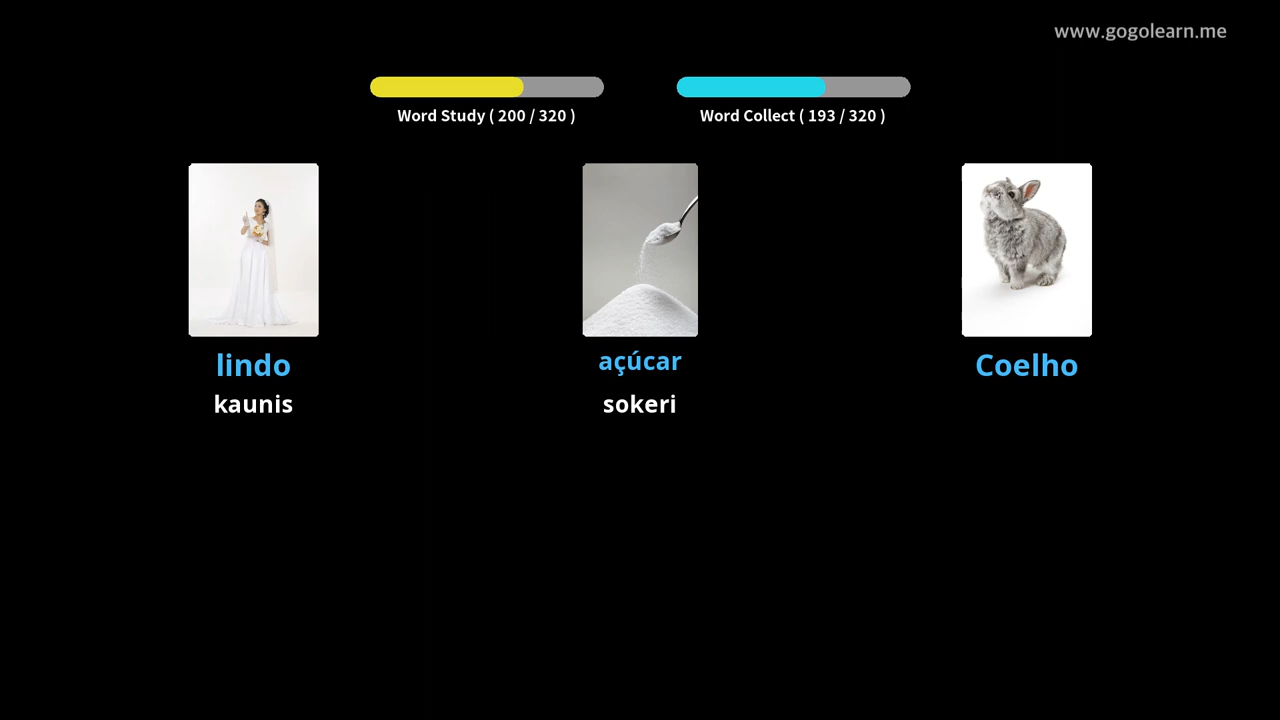 www.gogolearn.me
Word Study ( 200 / 320 )
Word Collect ( 193 / 320 )
lindo
kaunis
açúcar
sokeri
Coelho